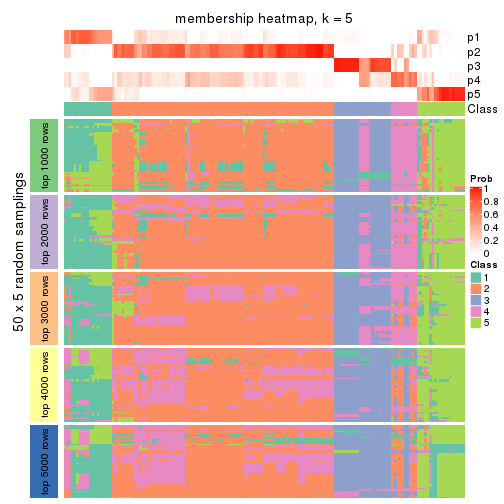 membership heatmap, k = 5
p1
p2
p3
p4
p5
Class
50 x 5 random samplings
top 1000 rows
top 2000 rows
top 3000 rows
top 4000 rows
top 5000 rows
Prob
1
0.8
0.6
0.4
0.2
0
Class
1
2
3
4
5